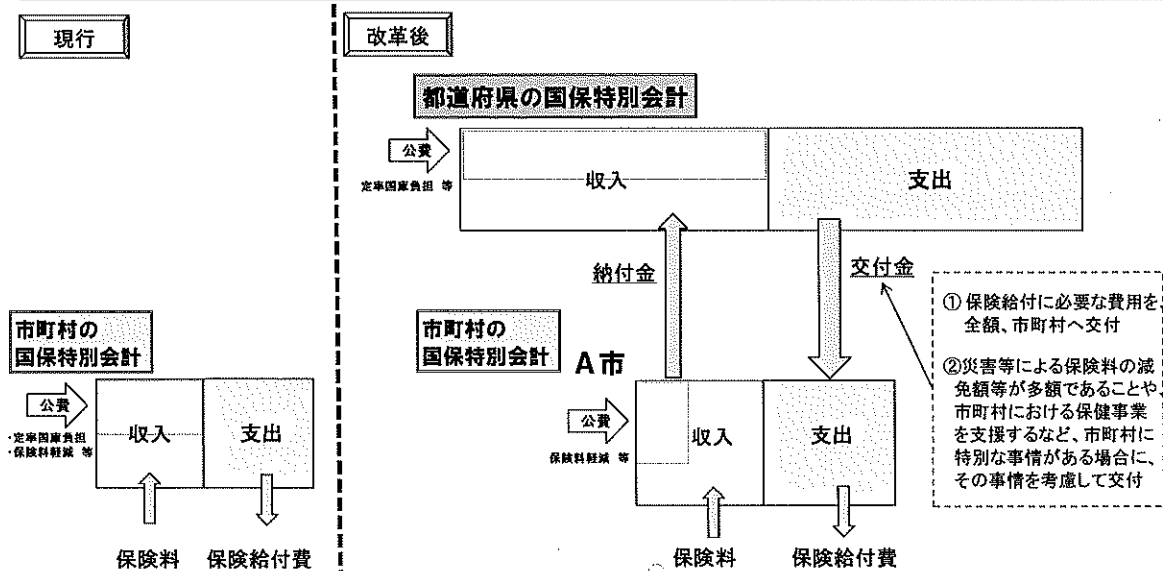 現行
市町村の
国保特別会計
公費
・定率国庫負担
・保険料軽減 等
収入
支出
保険料
保険給付費
改革後
都道府県の国保特別会計
公費
定率国庫負担 等
収入
支出
納付金
交付金
市町村の
国保特別会計
A市
公費
保険料軽減 等
収入
支出
保険料
保険給付費
① 保険給付に必要な費用を、
全額、市町村へ交付
②災害等による保険料の減
免額等が多額であることや、
市町村における保健事業
を支援するなど、市町村に
特別な事情がある場合に、
その事情を考慮して交付